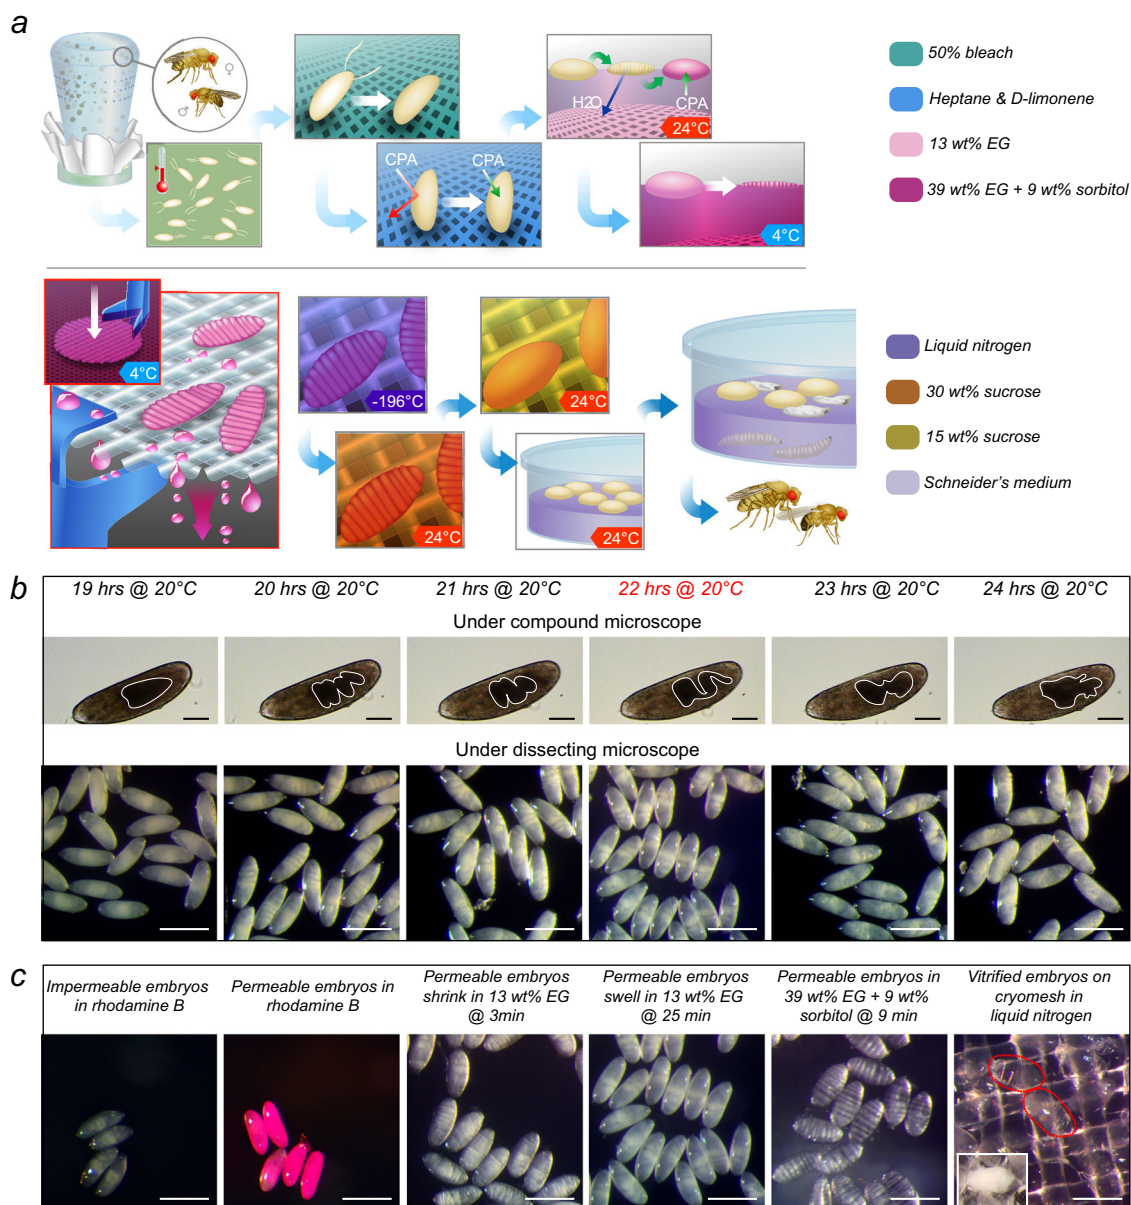 a
♀
♂
CPA
CPA
H2O
CPA
24°C
4°C
50% bleach
Heptane & D-limonene
13 wt% EG
39 wt% EG + 9 wt% sorbitol
4°C
-196°C
24°C
24°C
24°C
Liquid nitrogen
30 wt% sucrose
15 wt% sucrose
Schneider’s medium
b
19 hrs @ 20°C
20 hrs @ 20°C
21 hrs @ 20°C
22 hrs @ 20°C
23 hrs @ 20°C
24 hrs @ 20°C
Under compound microscope
Under dissecting microscope
c
Impermeable embryos
in rhodamine B
Permeable embryos in
rhodamine B
Permeable embryos
shrink in 13 wt% EG
@ 3min
Permeable embryos
swell in 13 wt% EG
@ 25 min
Permeable embryos in
39 wt% EG + 9 wt%
sorbitol @ 9 min
Vitrified embryos on
cryomesh in
liquid nitrogen